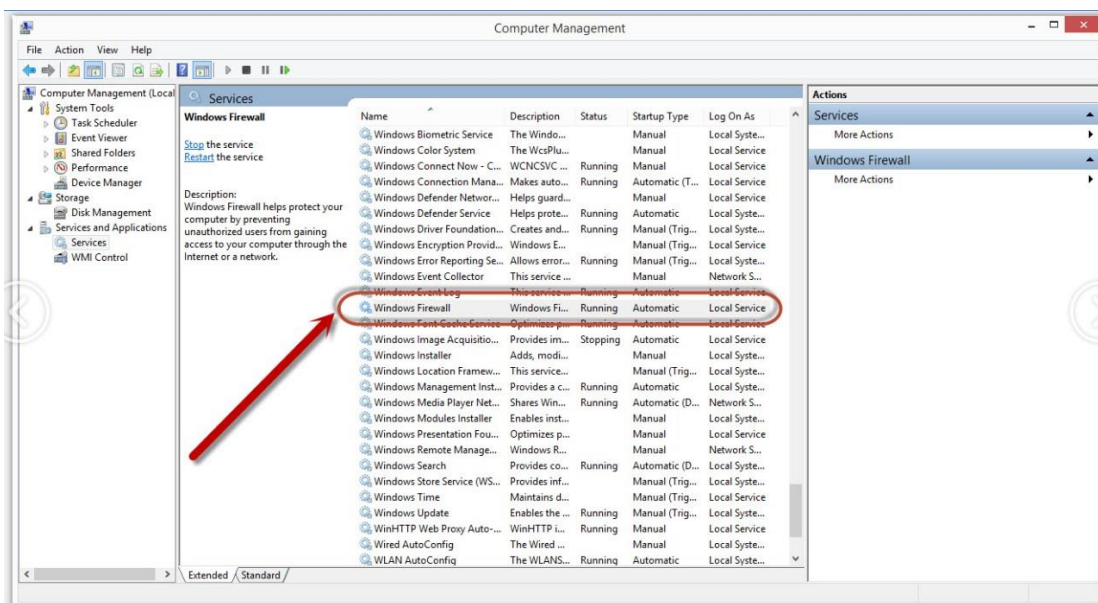 Computer Management
File Action View Help
Computer Management (Local
System Tools
Task Scheduler
Event Viewer
Shared Folders
Performance
Device Manager
Storage
Disk Management
Services and Applications
Services
WMI Control
Services
Windows Firewall
Stop the service
Restart the service
Description:
Windows Firewall helps protect your
computer by preventing
unauthorized users from gaining
access to your computer through the
Internet or a network.
Name Description Status Startup Type Log On As
Windows Biometric Service The Windo... Manual Local Syste...
Windows Color System The WcsPlu... Manual Local Service
Windows Connect Now - C... WCNCSVC ... Running Manual Local Service
Windows Connection Mana... Makes auto... Running Automatic (T... Local Service
Windows Defender Networ... Helps guard... Manual Local Service
Windows Defender Service Helps prote... Running Automatic Local Syste...
Windows Driver Foundation... Creates and... Running Manual (Trig... Local Syste...
Windows Encryption Provid... Windows E... Manual (Trig... Local Service
Windows Error Reporting Se... Allows error... Running Manual (Trig... Local Syste...
Windows Event Collector This service ... Manual Network S...
Windows Event Log This service ... Running Automatic Local Service
Windows Firewall Windows Fi... Running Automatic Local Service
Windows Font Cache Service Optimizes p... Running Automatic Local Service
Windows Image Acquisitio... Provides im... Stopping Automatic Local Service
Windows Installer Adds, modi... Manual Local Syste...
Windows Location Framew... This service... Manual (Trig... Local Syste...
Windows Management Inst... Provides a c... Running Automatic Local Syste...
Windows Media Player Net... Shares Win... Running Automatic (D... Network S...
Windows Modules Installer Enables inst... Manual Local Syste...
Windows Presentation Fou... Optimizes p... Manual Local Service
Windows Remote Manage... Windows R... Manual Network S...
Windows Search Provides co... Running Automatic (D... Local Syste...
Windows Store Service (WS... Provides inf... Manual (Trig... Local Syste...
Windows Time Maintains d... Manual (Trig... Local Service
Windows Update Enables the ... Running Manual (Trig... Local Syste...
WinHTTP Web Proxy Auto-... WinHTTP i... Running Manual Local Service
Wired AutoConfig The Wired ... Manual Local Syste...
WLAN AutoConfig The WLANS... Running Automatic Local Syste...
Extended Standard
Actions
Services
More Actions
Windows Firewall
More Actions